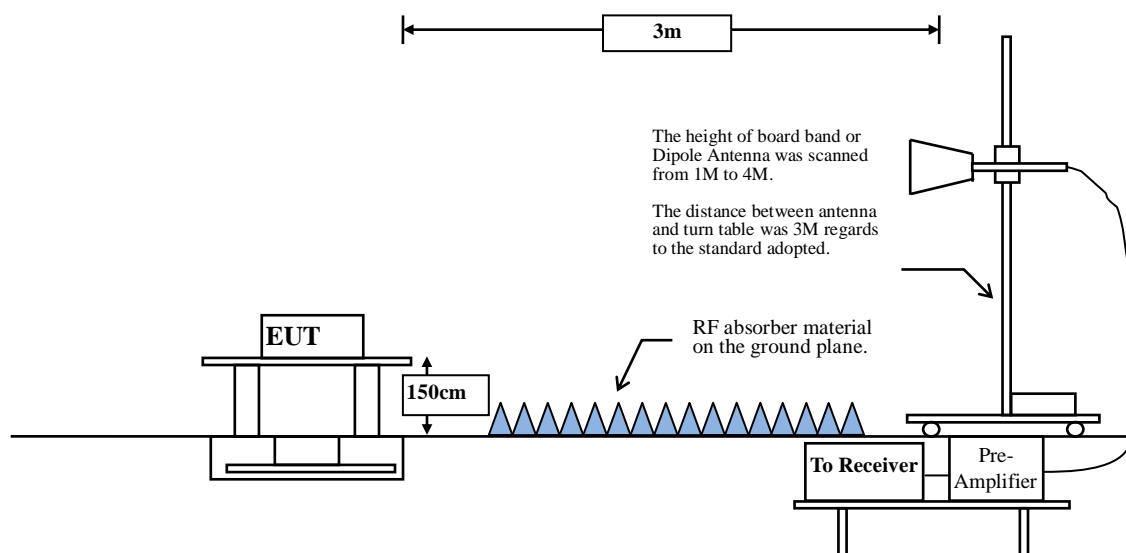 3m
The height of board band or
Dipole Antenna was scanned
from 1M to 4M.
The distance between antenna
and turn table was 3M regards
to the standard adopted.
EUT
RF absorber material
on the ground plane.
150cm
To Receiver
Pre-
Amplifier